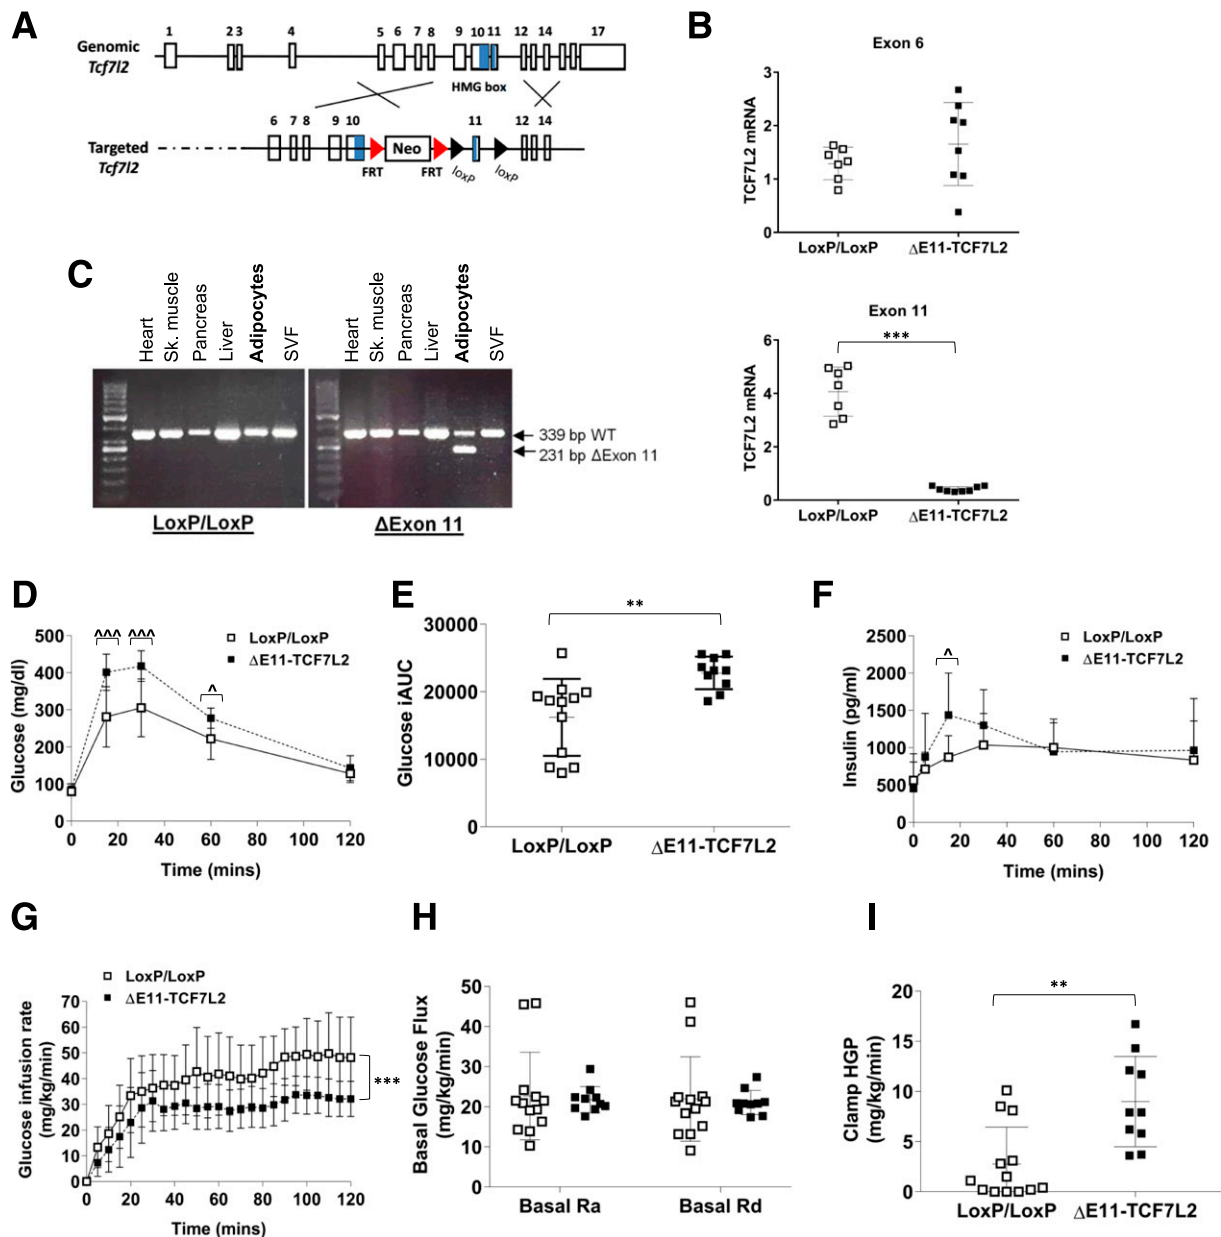 A
1 2 3 4 5 6 7 8 9 10 11 12 14 17
Genomic
Tcf7l2
HMG box
6 7 8 9 10 11 12 14
Targeted
Tcf7l2
Neo
FRT FRT loxP loxP
B
Exon 6
TCF7L2 mRNA
3
2
1
0
LoxP/LoxP ΔE11-TCF7L2
Exon 11
***
TCF7L2 mRNA
6
4
2
0
LoxP/LoxP ΔE11-TCF7L2
C
Heart Sk. muscle Pancreas Liver Adipocytes SVF
Heart Sk. muscle Pancreas Liver Adipocytes SVF
339 bp WT
231 bp ΔExon 11
LoxP/LoxP ΔExon 11
D
LoxP/LoxP
ΔE11-TCF7L2
^^^ ^^^ ^
Glucose (mg/dl)
500
400
300
200
100
0
0 20 40 60 80 100 120
Time (mins)
E
**
Glucose iAUC
30000
20000
10000
0
LoxP/LoxP ΔE11-TCF7L2
F
LoxP/LoxP
ΔE11-TCF7L2
^
Insulin (pg/ml)
2500
2000
1500
1000
500
0
0 20 40 60 80 100 120
Time (mins)
G
LoxP/LoxP
ΔE11-TCF7L2
Glucose infusion rate
(mg/kg/min)
70
60
50
40
30
20
10
0
***
0 20 40 60 80 100 120
Time (mins)
H
Basal Glucose Flux
(mg/kg/min)
50
40
30
20
10
0
Basal Ra Basal Rd
I
**
Clamp HGP
(mg/kg/min)
20
15
10
5
0
LoxP/LoxP ΔE11-TCF7L2